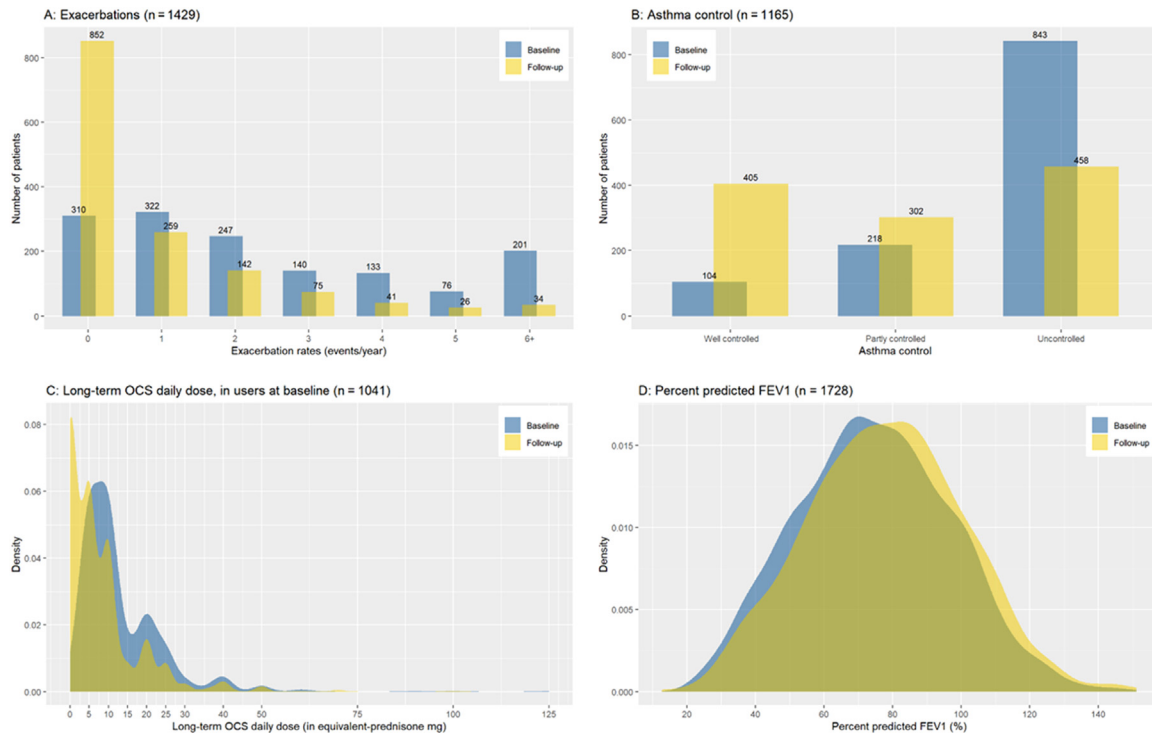 A: Exacerbations (n = 1429)
Baseline
Follow-up
Number of patients
800
600
400
200
0
310
852
322
259
247
142
140
75
133
41
76
26
201
34
0
1
2
3
4
5
6+
Exacerbation rates (events/year)
B: Asthma control (n = 1165)
Baseline
Follow-up
Number of patients
800
600
400
200
0
104
405
218
302
843
458
Well controlled
Partly controlled
Uncontrolled
Asthma control
C: Long-term OCS daily dose, in users at baseline (n = 1041)
Baseline
Follow-up
Density
0.08
0.06
0.04
0.02
0.00
0
5
10
15
20
25
30
40
50
75
100
125
Long-term OCS daily dose (in equivalent-prednisone mg)
D: Percent predicted FEV1 (n = 1728)
Baseline
Follow-up
Density
0.015
0.010
0.005
0.000
20
40
60
80
100
120
140
Percent predicted FEV1 (%)